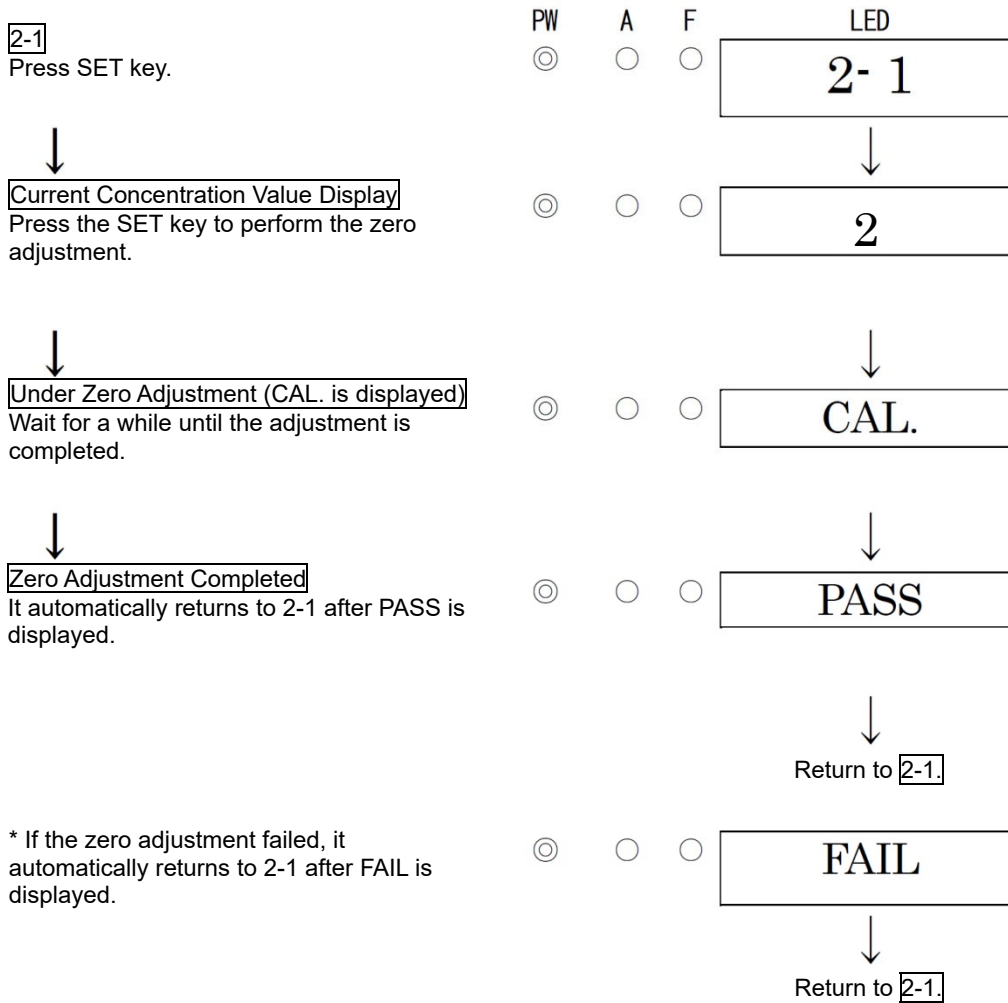 PW A F LED
2-1
Press SET key.
2- 1
Current Concentration Value Display
Press the SET key to perform the zero
adjustment.
2
Under Zero Adjustment (CAL. is displayed)
Wait for a while until the adjustment is
completed.
CAL.
Zero Adjustment Completed
It automatically returns to 2-1 after PASS is
displayed.
PASS
Return to 2-1.
* If the zero adjustment failed, it
automatically returns to 2-1 after FAIL is
displayed.
FAIL
Return to 2-1.